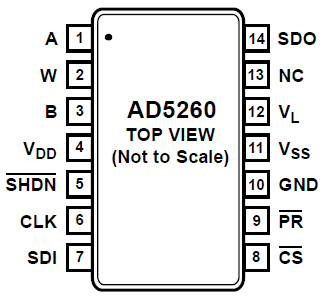 A 1 14 SDO
W 2 13 NC
B 3 12 VL
VDD 4 11 VSS
SHDN 5 10 GND
CLK 6 9 PR
SDI 7 8 CS
AD5260
TOP VIEW
(Not to Scale)